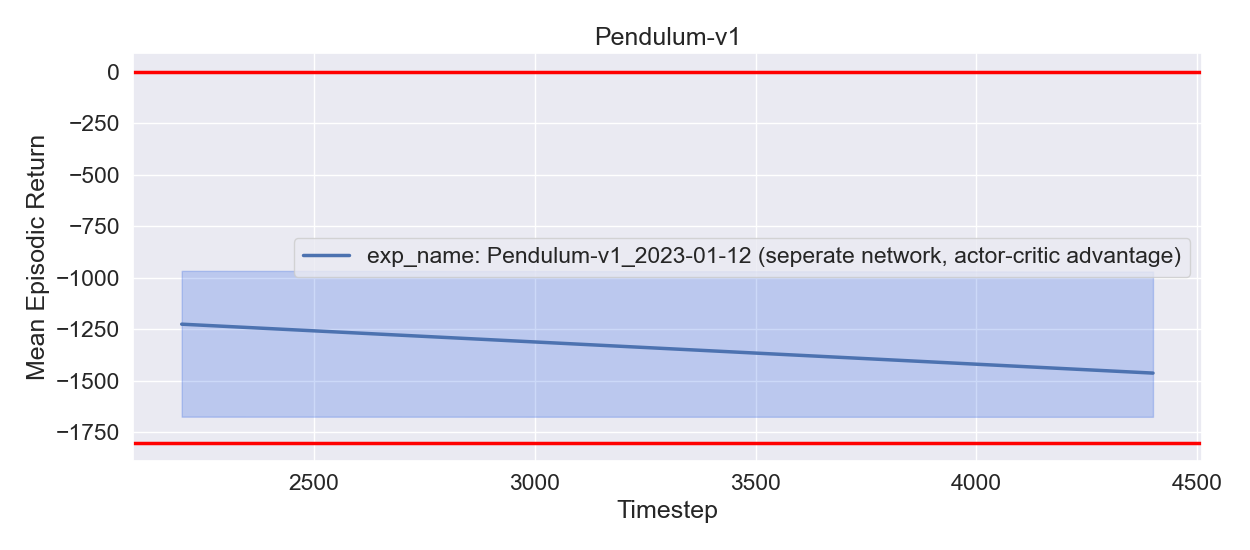 Pendulum-v1
0
−250
−500
−750
−1000
−1250
−1500
−1750
Mean Episodic Return
exp_name: Pendulum-v1_2023-01-12 (seperate network, actor-critic advantage)
2500 3000 3500 4000 4500
Timestep